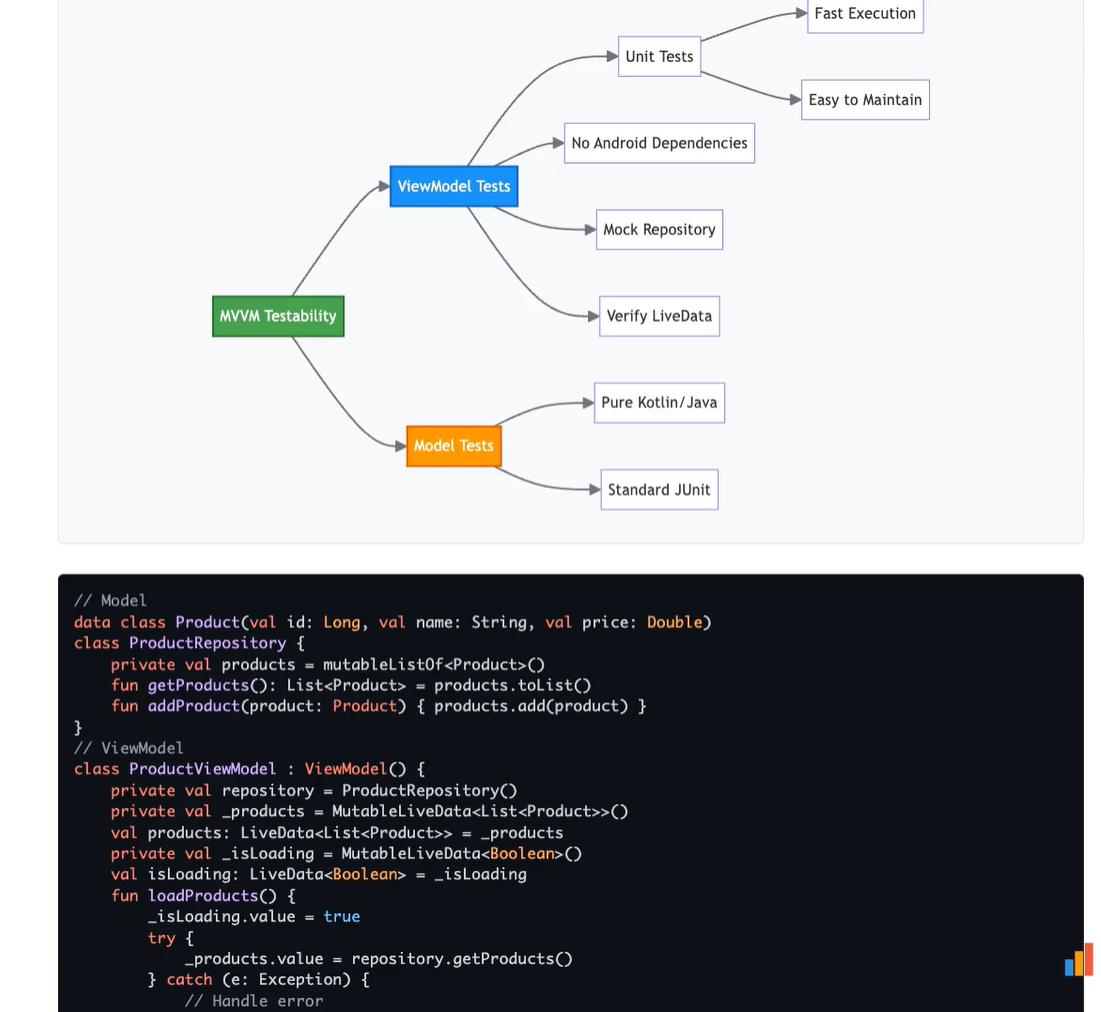 Fast Execution
Unit Tests
Easy to Maintain
No Android Dependencies
ViewModel Tests
Mock Repository
MVVM Testability
Verify LiveData
Pure Kotlin/Java
Model Tests
Standard JUnit
// Model
data class Product(val id: Long, val name: String, val price: Double)
class ProductRepository {
    private val products = mutableListOf<Product>()
    fun getProducts(): List<Product> = products.toList()
    fun addProduct(product: Product) { products.add(product) }
}
// ViewModel
class ProductViewModel : ViewModel() {
    private val repository = ProductRepository()
    private val _products = MutableLiveData<List<Product>>()
    val products: LiveData<List<Product>> = _products
    private val _isLoading = MutableLiveData<Boolean>()
    val isLoading: LiveData<Boolean> = _isLoading
    fun loadProducts() {
        _isLoading.value = true
        try {
            _products.value = repository.getProducts()
        } catch (e: Exception) {
            // Handle error